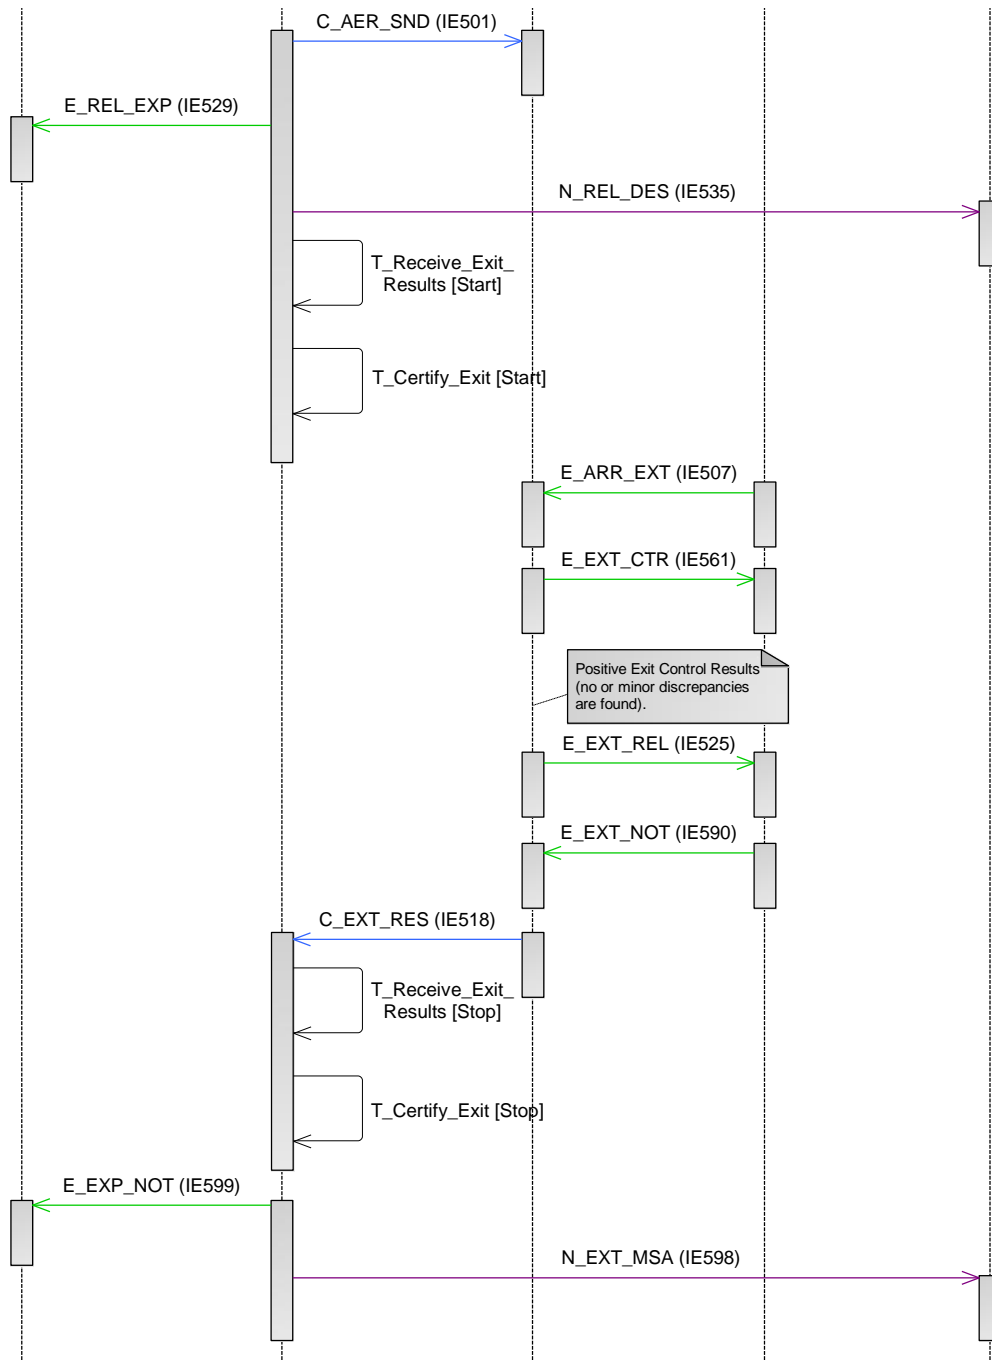 C_AER_SND (IE501)
E_REL_EXP (IE529)
N_REL_DES (IE535)
T_Receive_Exit_
Results [Start]
T_Certify_Exit [Start]
E_ARR_EXT (IE507)
E_EXT_CTR (IE561)
Positive Exit Control Results
(no or minor discrepancies
are found).
E_EXT_REL (IE525)
E_EXT_NOT (IE590)
C_EXT_RES (IE518)
T_Receive_Exit_
Results [Stop]
T_Certify_Exit [Stop]
E_EXP_NOT (IE599)
N_EXT_MSA (IE598)